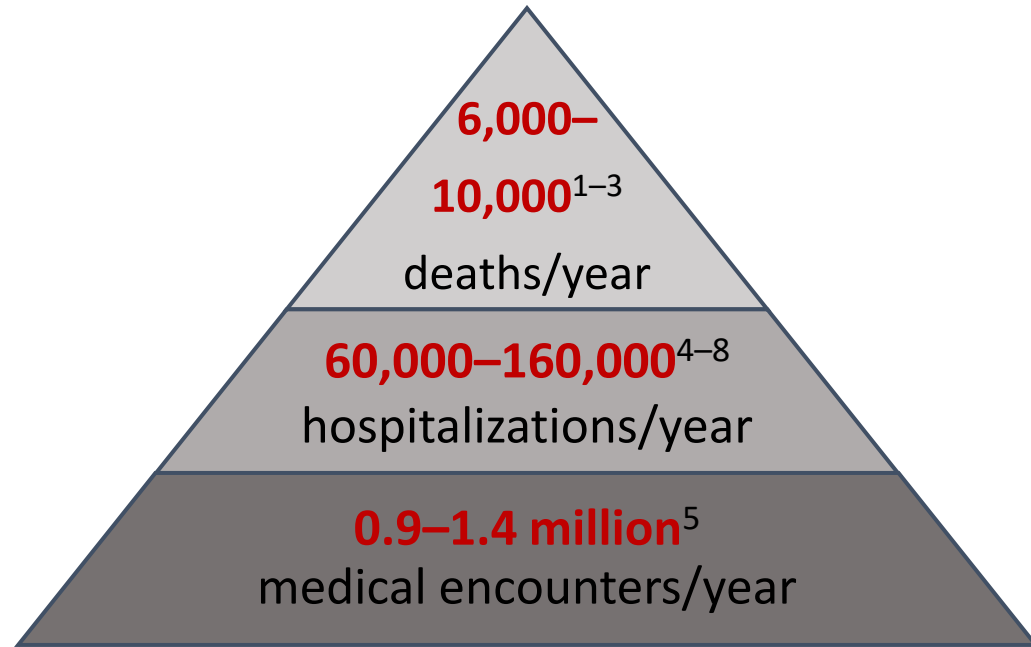 6,000–
10,000¹⁻³
deaths/year
60,000–160,000⁴⁻⁸
hospitalizations/year
0.9–1.4 million⁵
medical encounters/year